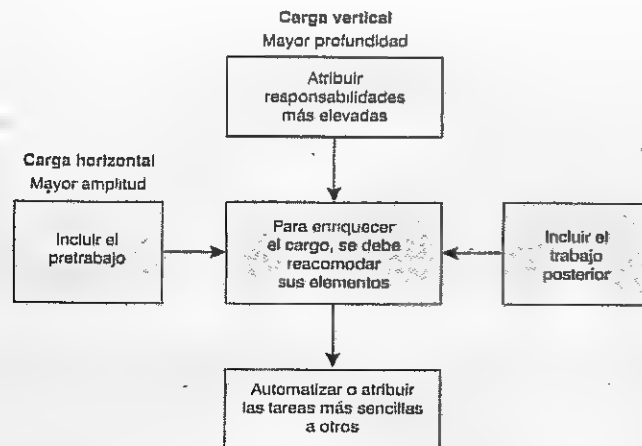 Carga vertical
Mayor profundidad
Atribuir
responsabilidades
más elevadas
Carga horizontal
Mayor amplitud
Incluir el
pretrabajo
Para enriquecer
el cargo, se debe
reacomodar
sus elementos
Incluir el
trabajo
posterior
Automatizar o atribuir
las tareas más sencillas
a otros